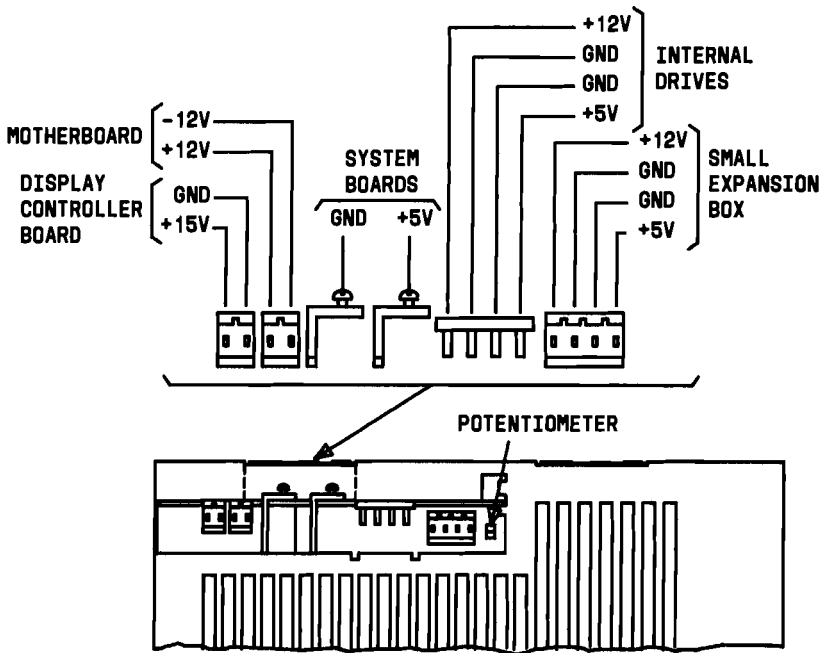 +12V
GND
GND
+5V
INTERNAL
DRIVES
MOTHERBOARD
-12V
+12V
DISPLAY
CONTROLLER
BOARD
GND
+15V
SYSTEM
BOARDS
GND +5V
+12V
GND
GND
+5V
SMALL
EXPANSION
BOX
POTENTIOMETER